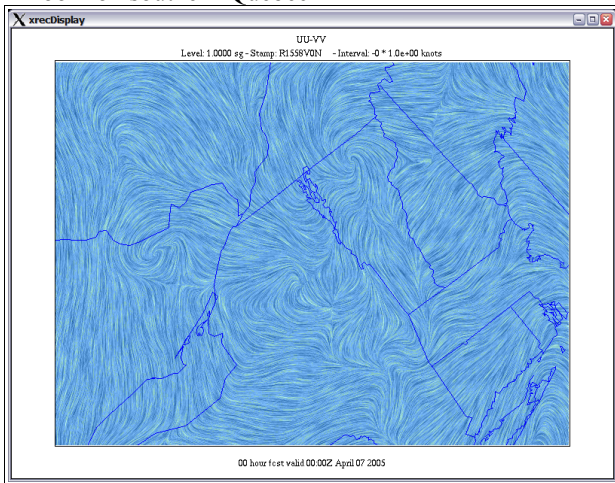 xrecDisplay
UU-VV
Level: 1.0000 sg - Stamp: R1558V0N - Interval: -0 * 1.0e+00 knots
00 hour fcst valid 00:00Z April 07 2005